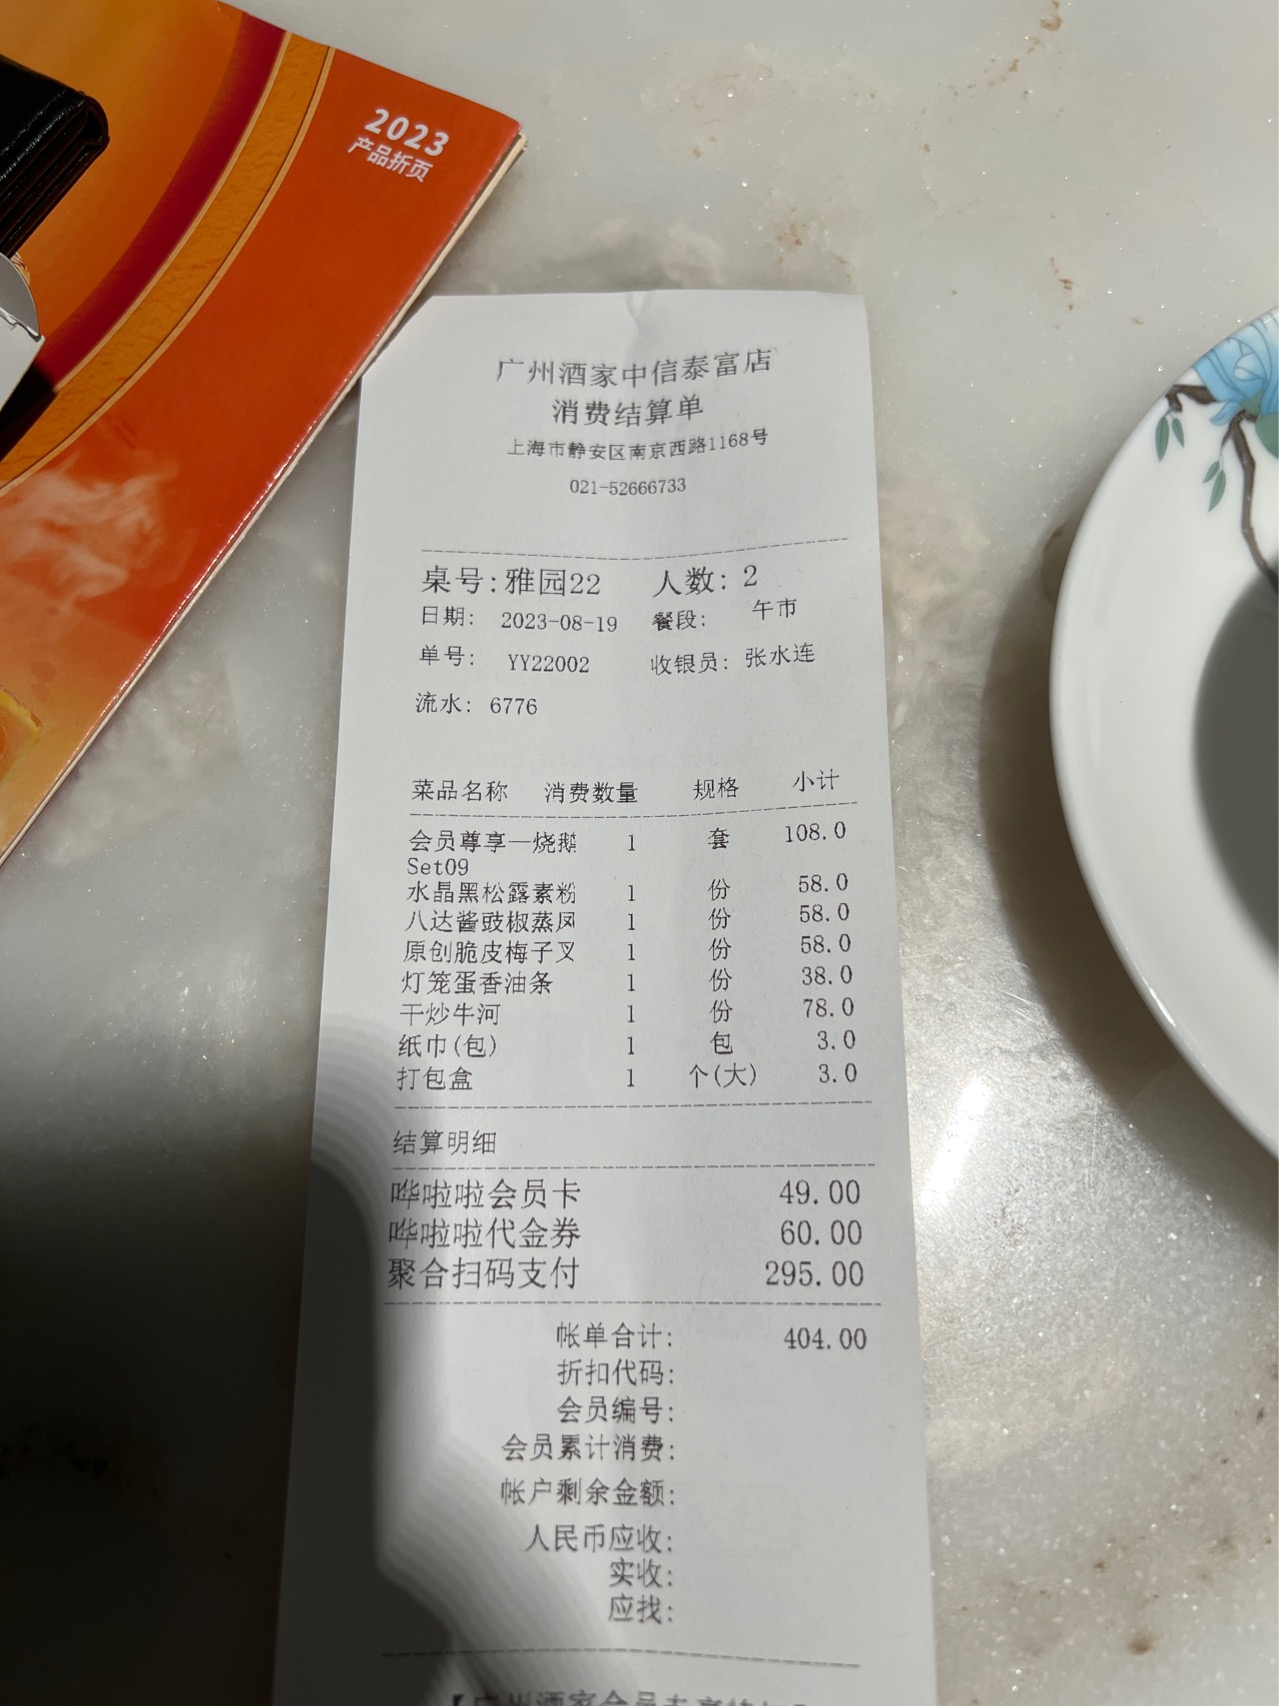 2023
产品折页
广州酒家中信泰富店
消费结算单
上海市静安区南京西路1168号
021-52666733
桌号:雅园22 人数: 2
日期: 2023-08-19 餐段: 午市
单号: YY22002 收银员: 张水连
流水: 6776
菜品名称 消费数量 规格 小计
会员尊享—烧鹅 1 套 108.0
Set09
水晶黑松露素粉 1 份 58.0
八达酱豉椒蒸凤 1 份 58.0
原创脆皮梅子叉 1 份 58.0
灯笼蛋香油条 1 份 38.0
干炒牛河 1 份 78.0
纸巾(包) 1 包 3.0
打包盒 1 个(大) 3.0
结算明细
哗啦啦会员卡 49.00
哗啦啦代金券 60.00
聚合扫码支付 295.00
帐单合计: 404.00
折扣代码:
会员编号:
会员累计消费:
帐户剩余金额:
人民币应收:
实收:
应找:
【广州酒家会员